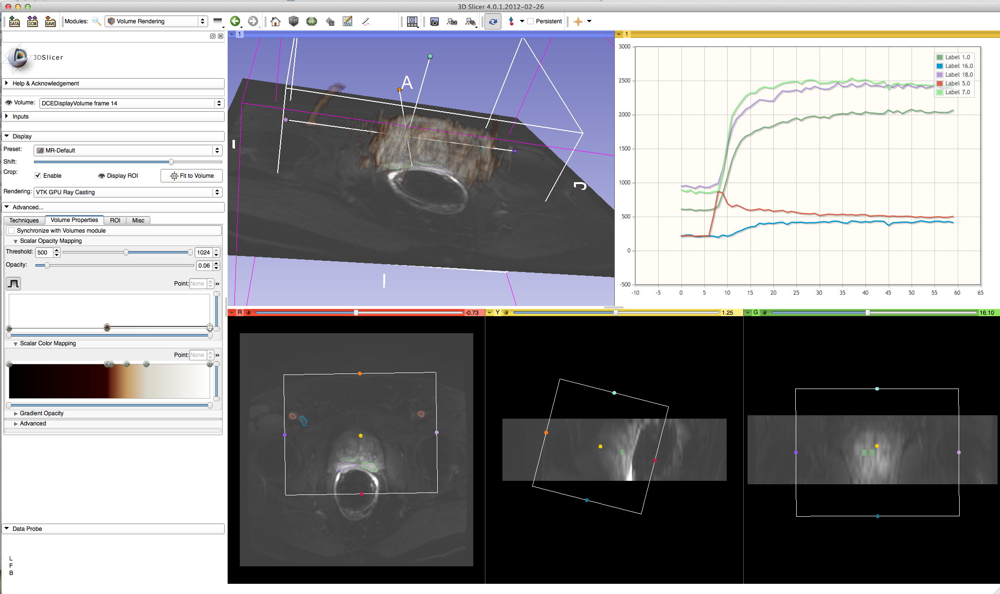 3D Slicer 4.0.1.2012-02-26
DATA DCM SAVE Modules: Volume Rendering Persistent
3DSlicer
Help & Acknowledgement
Volume: DCEDisplayVolume frame 14
Inputs
Display
Preset: MR-Default
Shift:
Crop: Enable Display ROI Fit to Volume
Rendering: VTK GPU Ray Casting
Advanced...
Techniques Volume Properties ROI Misc
Synchronize with Volumes module
Scalar Opacity Mapping
Threshold: 500 1024
Opacity: 0.06
Point: None »
Scalar Color Mapping
Point: None »
Gradient Opacity
Advanced
Data Probe
L
F
B
1
A
I
I
1
3000
2500
2000
1500
1000
500
0
-500
-10 -5 0 5 10 15 20 25 30 35 40 45 50 55 60 65
Label 1.0
Label 16.0
Label 18.0
Label 5.0
Label 7.0
R -0.73
Y 1.25
G 16.10